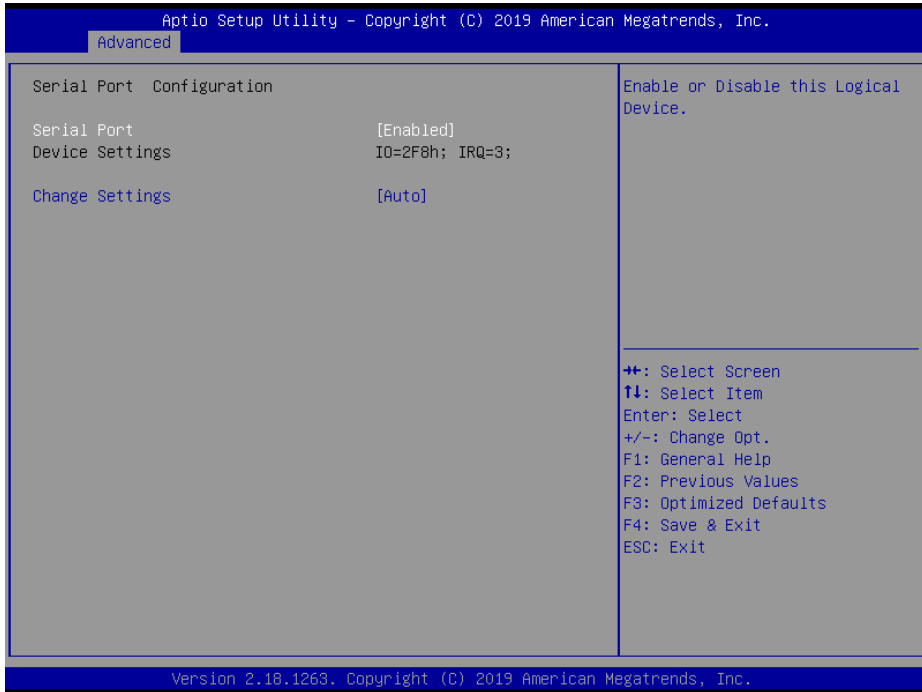 Aptio Setup Utility – Copyright (C) 2019 American Megatrends, Inc.
Advanced
Serial Port Configuration
Serial Port [Enabled]
Device Settings IO=2F8h; IRQ=3;
Change Settings [Auto]
Enable or Disable this Logical
Device.
→←: Select Screen
↑↓: Select Item
Enter: Select
+/-: Change Opt.
F1: General Help
F2: Previous Values
F3: Optimized Defaults
F4: Save & Exit
ESC: Exit
Version 2.18.1263. Copyright (C) 2019 American Megatrends, Inc.